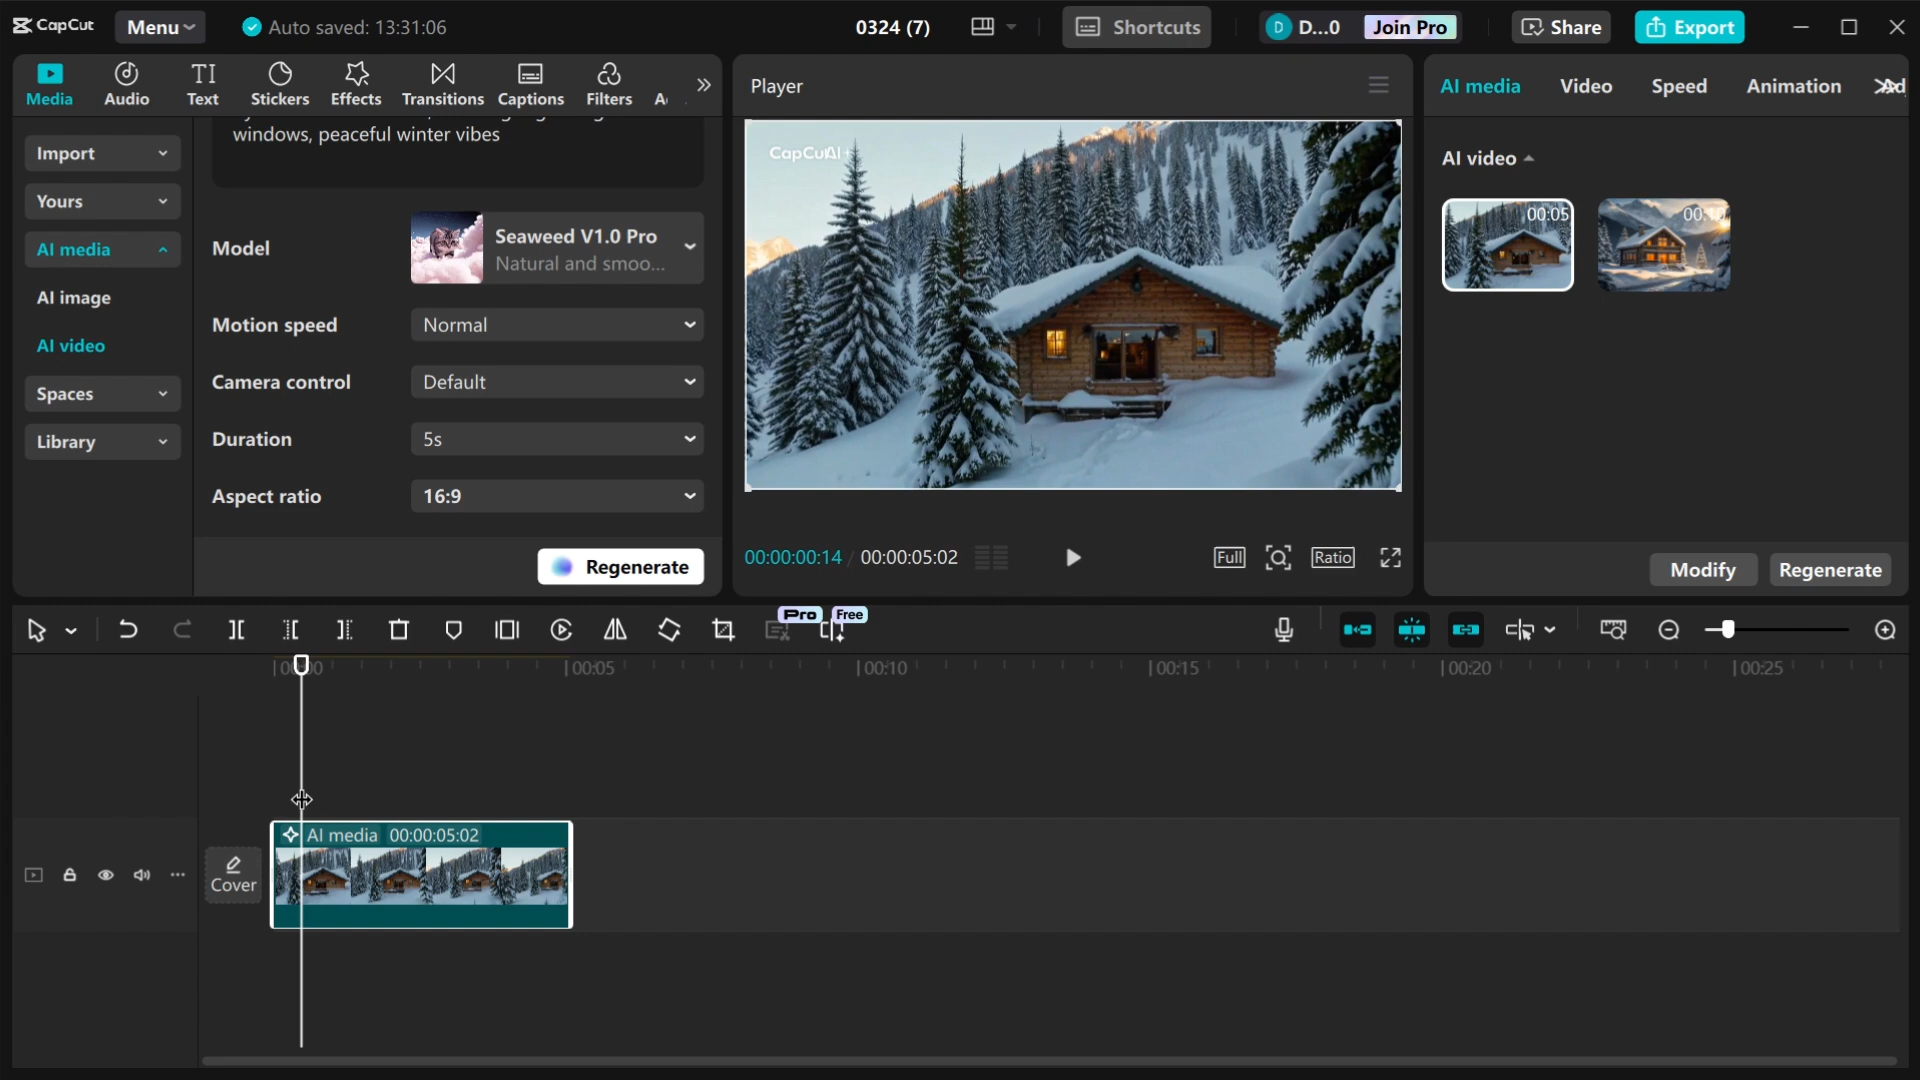 CapCut
Menu
Auto saved: 13:31:06
0324 (7)
Shortcuts
D
D...0
Join Pro
Share
Export
Media
Audio
TI
Text
Stickers
Effects
Transitions
Captions
Filters
Import
Yours
AI media
AI image
AI video
Spaces
Library
windows, peaceful winter vibes
Model
Seaweed V1.0 Pro
Natural and smoo...
Motion speed
Normal
Camera control
Default
Duration
5s
Aspect ratio
16:9
Regenerate
Player
CapCut AI
00:00:00:14 / 00:00:05:02
Full
Ratio
AI media
Video
Speed
Animation
AI video
00:05
00:10
Modify
Regenerate
Pro
Free
00:00
00:05
00:10
00:15
00:20
00:25
Cover
AI media 00:00:05:02